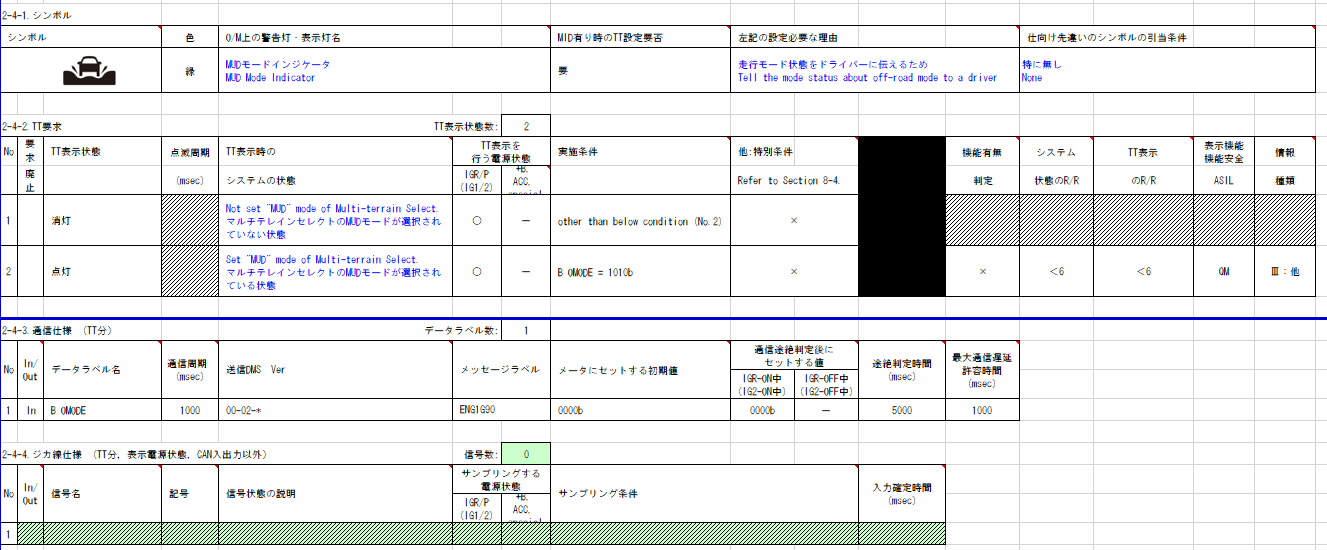 2-4-1.シンボル
シンボル 色 O/M上の警告灯・表示灯名 MID有り時のTT設定要否 左記の設定必要な理由 仕向け先違いのシンボルの引当条件
緑 MUDモードインジケータ 要 走行モード状態をドライバーに伝えるため 特に無し
MUD Mode Indicator Tell the mode status about off-road mode to a driver None
2-4-2.TT要求 TT表示状態数: 2
No 要求廃止 TT表示状態 点滅周期 TT表示時の TT表示を 実施条件 他:特別条件 機能有無 システム TT表示 表示機能 情報
行う電源状態 機能安全
(msec) システムの状態 IGR/P +B, Refer to Section 8-4. 判定 状態のR/R のR/R ASIL 種類
(IG1/2) ACC,
1 消灯 Not set "MUD" mode of Multi-terrain Select. ○ － other than below condition (No.2) ×
マルチテレインセレクトのMUDモードが選択され
ていない状態
2 点灯 Set "MUD" mode of Multi-terrain Select. ○ － B_OMODE = 1010b × × <6 <6 QM Ⅲ：他
マルチテレインセレクトのMUDモードが選択され
ている状態
2-4-3.通信仕様 （TT分） データラベル数: 1
No In/ データラベル名 通信周期 送信DMS Ver メッセージラベル メータにセットする初期値 通信途絶判定後に 途絶判定時間 最大通信遅延
Out (msec) セットする値 (msec) 許容時間
IGR-ON中 IGR-OFF中 (msec)
(IG2-ON中) (IG2-OFF中)
1 In B_OMODE 1000 00-02-* ENG1G90 0000b 0000b － 5000 1000
2-4-4.ジカ線仕様 （TT分, 表示電源状態, CAN入出力以外） 信号数: 0
No In/ 信号名 記号 信号状態の説明 サンプリングする サンプリング条件 入力確定時間
Out 電源状態 (msec)
IGR/P +B,
(IG1/2) ACC,
1